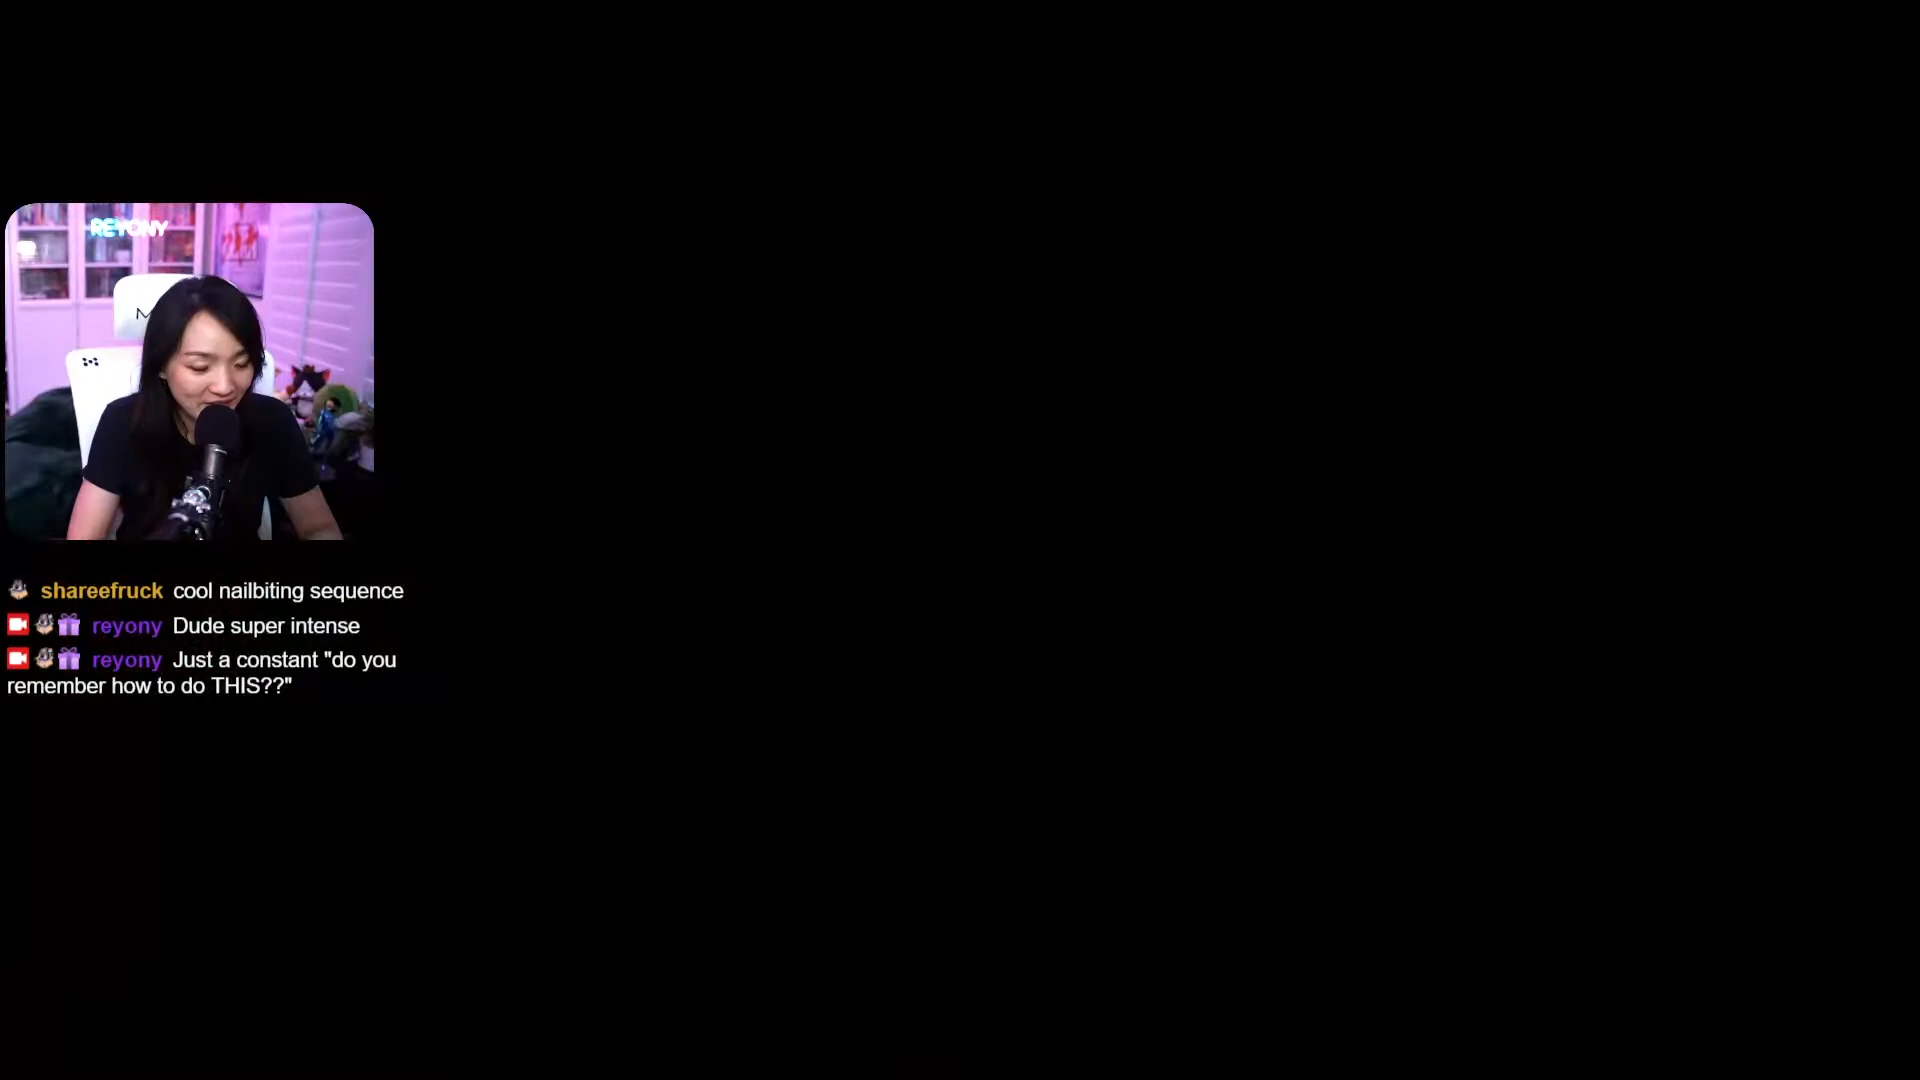 REYONY
shareefruck cool nailbiting sequence
reyony Dude super intense
reyony Just a constant "do you
remember how to do THIS??"